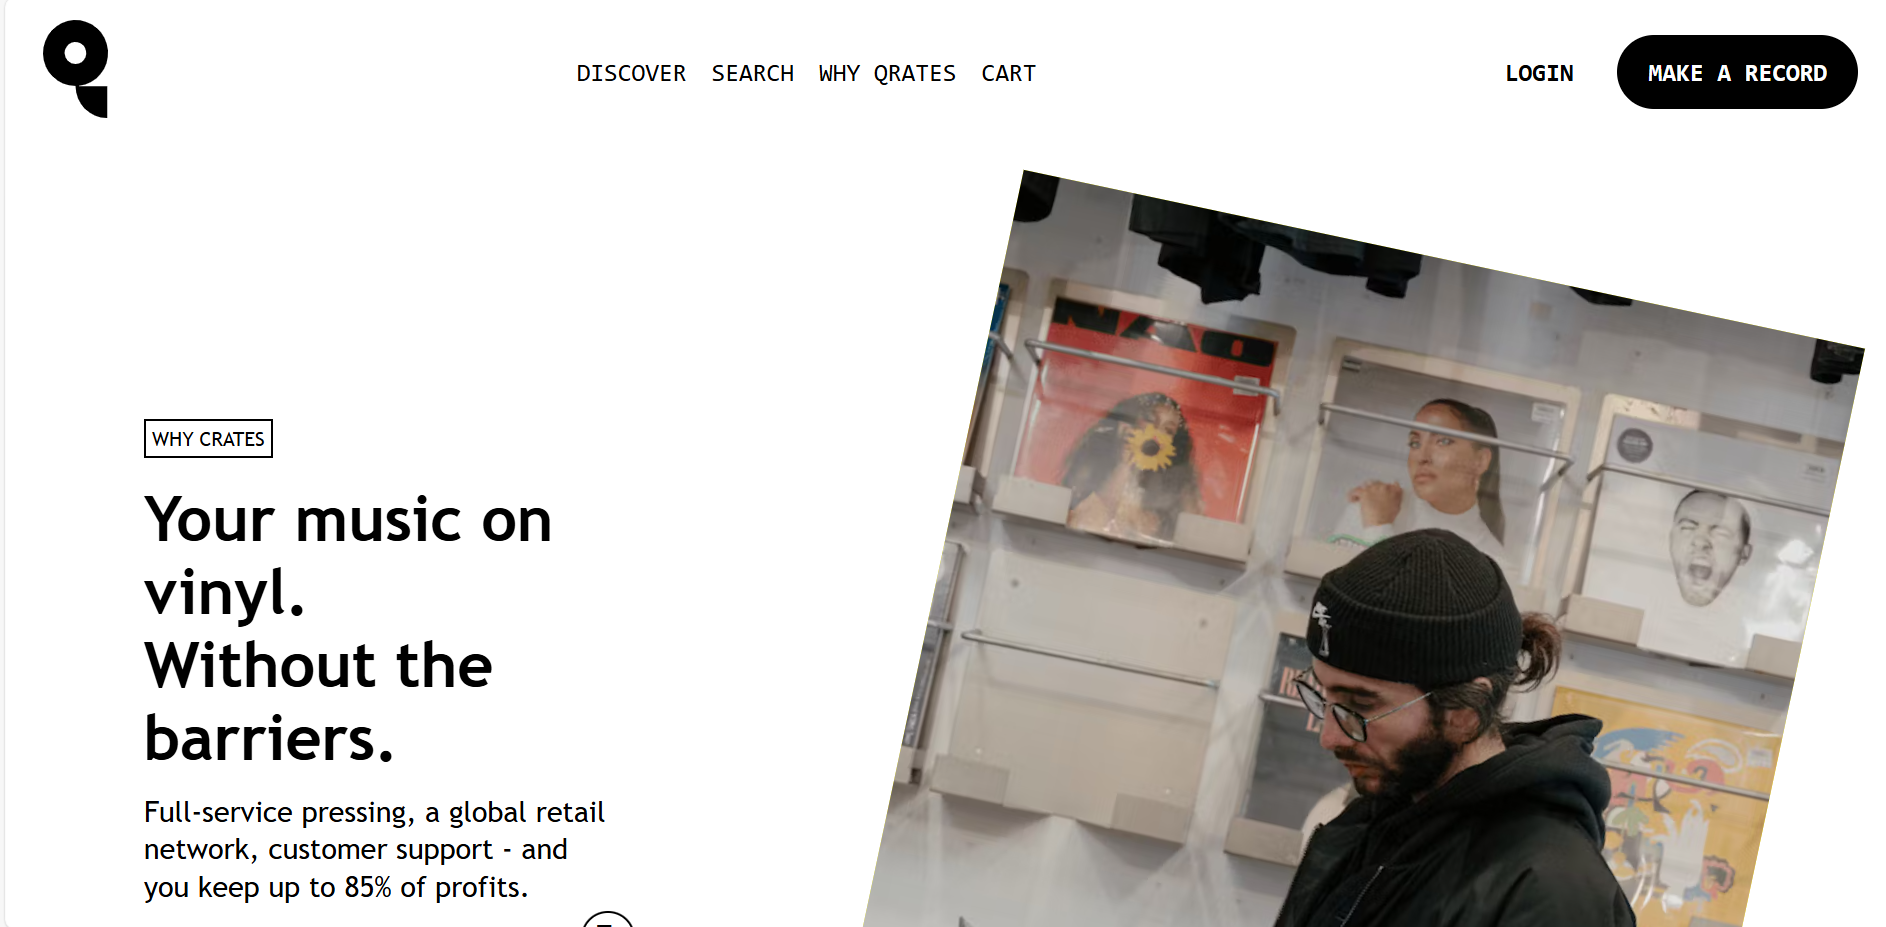 DISCOVER SEARCH WHY QRATES CART
LOGIN
MAKE A RECORD
WHY CRATES
Your music on
vinyl.
Without the
barriers.
Full-service pressing, a global retail
network, customer support - and
you keep up to 85% of profits.
NAO